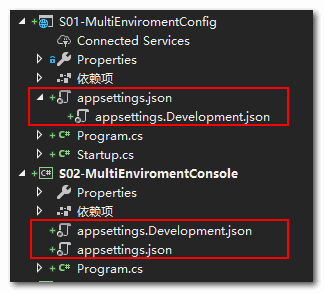 S01-MultiEnviromentConfig
Connected Services
Properties
依赖项
appsettings.json
appsettings.Development.json
Program.cs
Startup.cs
S02-MultiEnviromentConsole
Properties
依赖项
appsettings.Development.json
appsettings.json
Program.cs